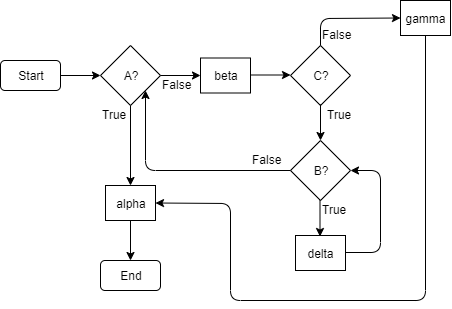 gamma
False
Start
A?
False
beta
C?
True
True
False
B?
True
alpha
delta
End